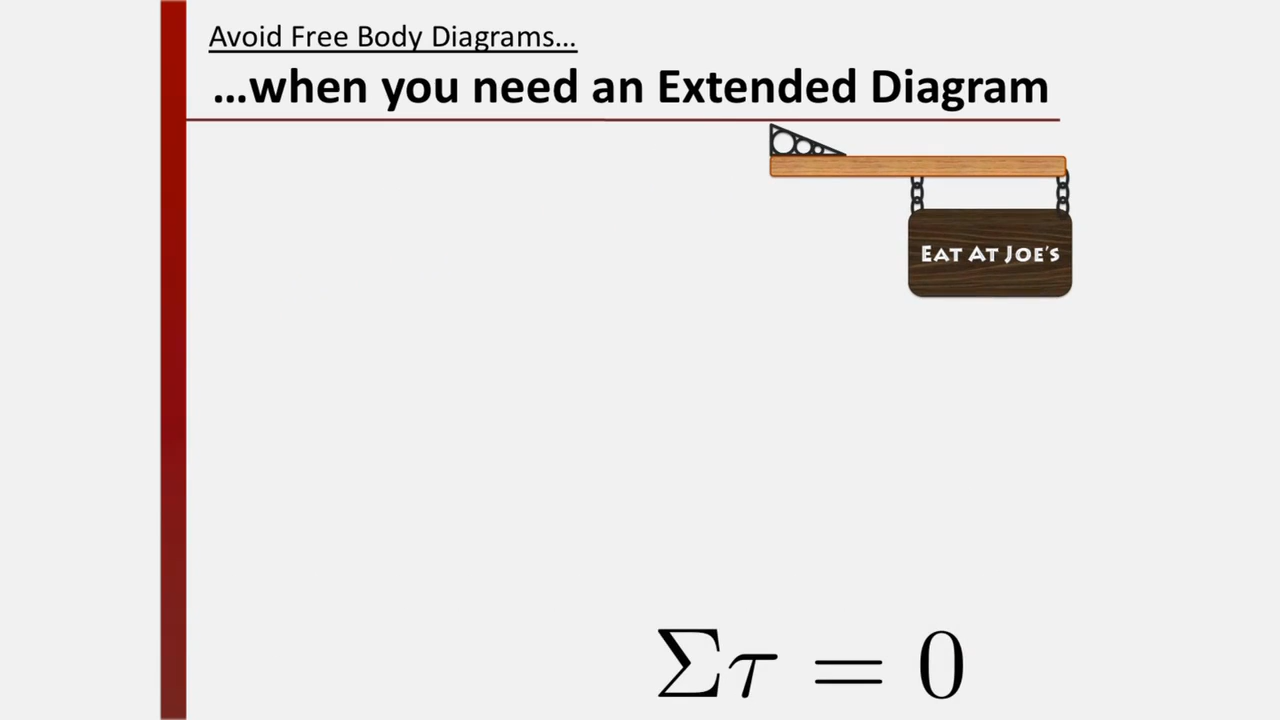 Avoid Free Body Diagrams…
…when you need an Extended Diagram
EAT AT JOE'S
Στ = 0